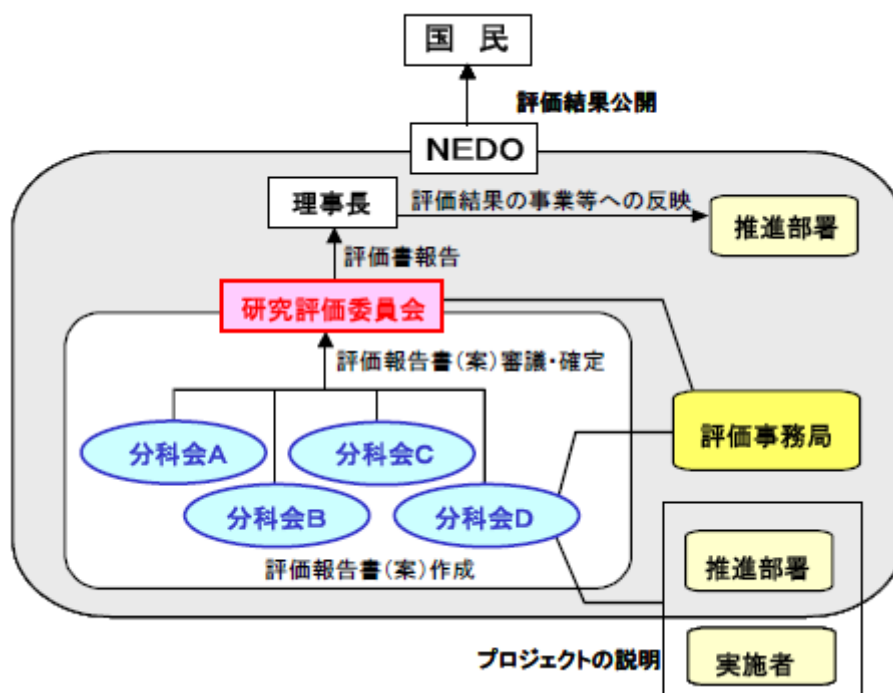 国 民
評価結果公開
NEDO
理事長
評価結果の事業等への反映
推進部署
評価書報告
研究評価委員会
評価報告書(案)審議・確定
分科会A
分科会C
評価事務局
分科会B
分科会D
推進部署
評価報告書(案)作成
プロジェクトの説明
実施者